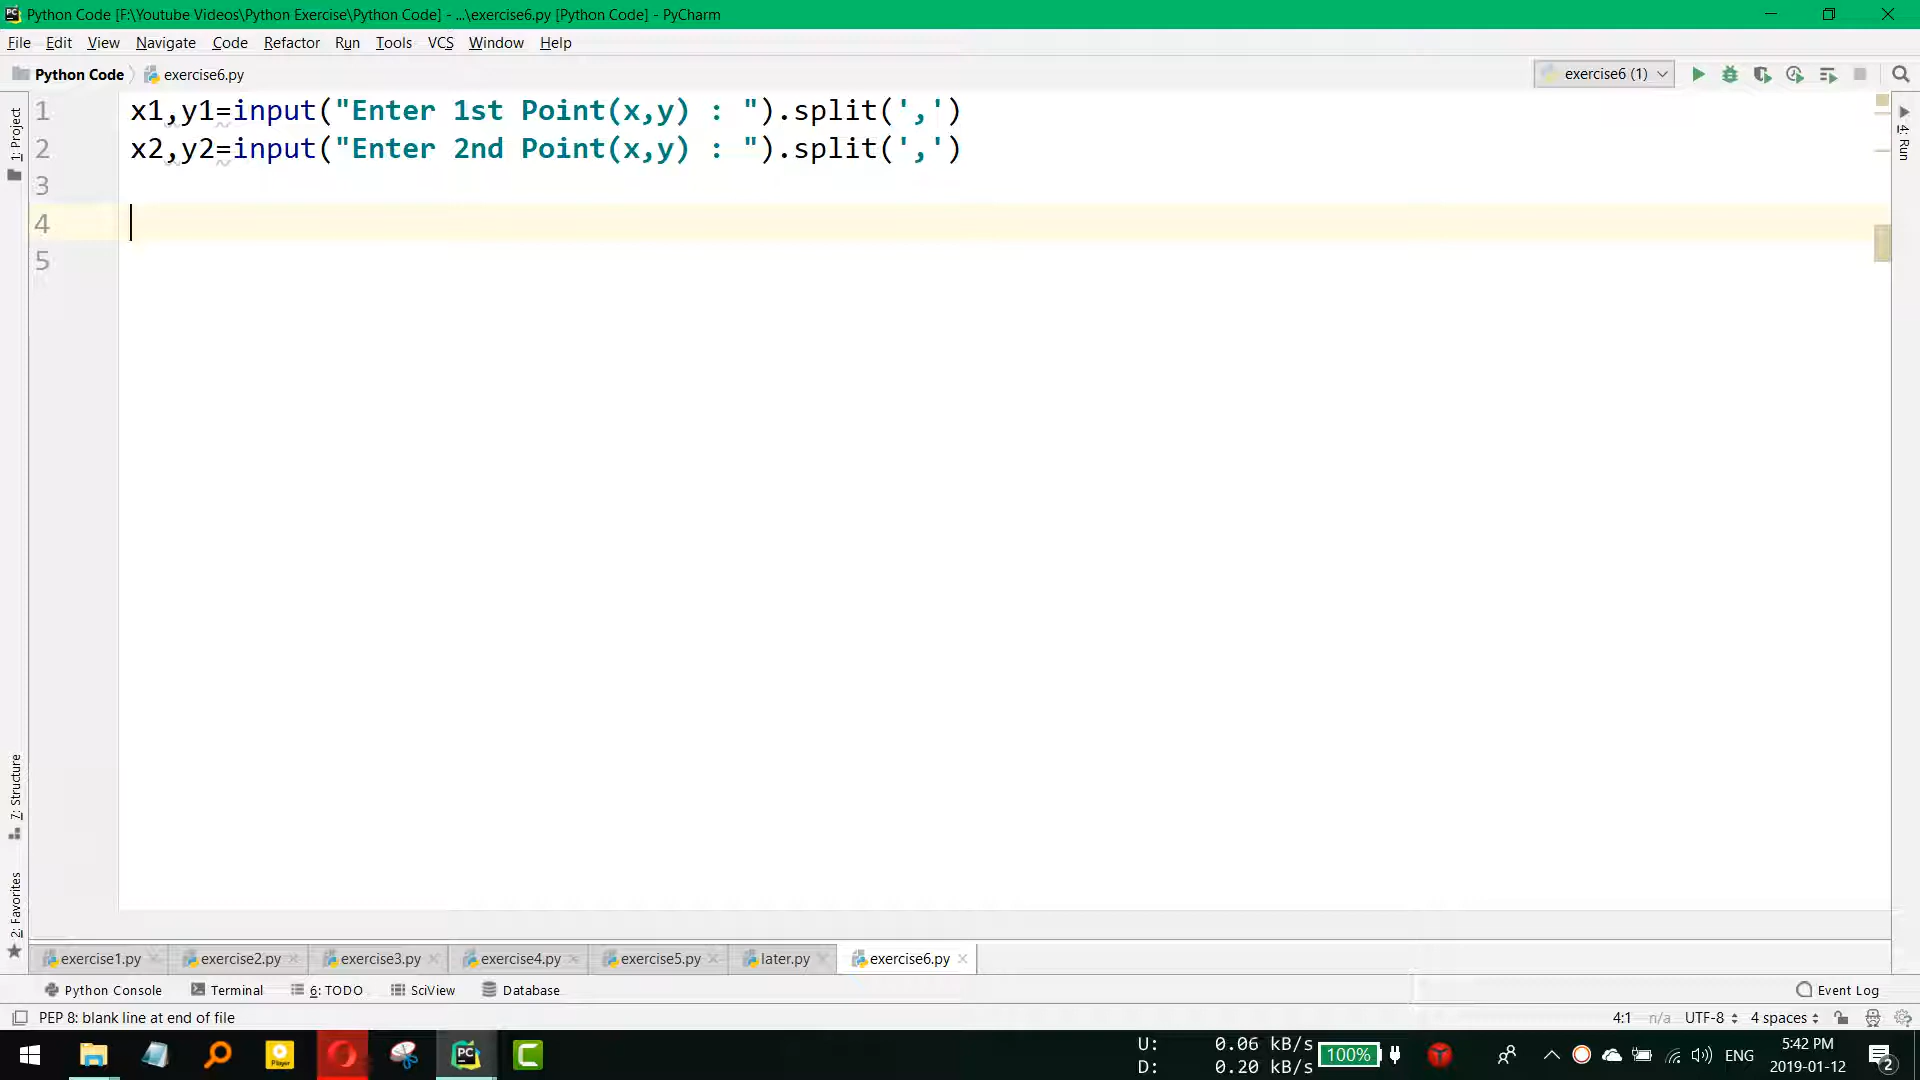 Python Code [F:\Youtube Videos\Python Exercise\Python Code] - ...\exercise6.py [Python Code] - PyCharm
File Edit View Navigate Code Refactor Run Tools VCS Window Help
Python Code exercise6.py exercise6 (1)
1: Project
4: Run
1 x1,y1=input("Enter 1st Point(x,y) : ").split(',')
2 x2,y2=input("Enter 2nd Point(x,y) : ").split(',')
3
4
5
7: Structure
2: Favorites
exercise1.py exercise2.py exercise3.py exercise4.py exercise5.py later.py exercise6.py
Python Console Terminal 6: TODO SciView Database Event Log
PEP 8: blank line at end of file 4:1 n/a UTF-8 4 spaces
U: 0.06 kB/s
D: 0.20 kB/s
100%
ENG
5:42 PM
2019-01-12
2